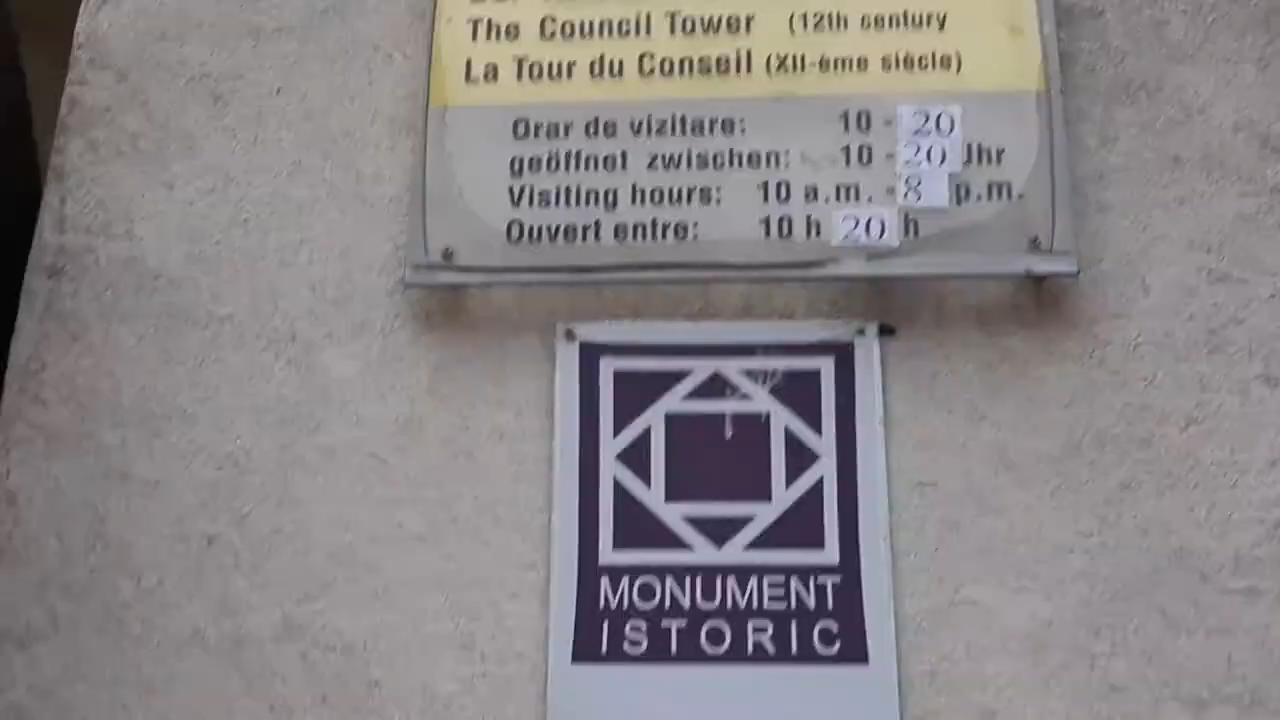 The Council Tower (12th century
La Tour du Conseil (XII-ème siècle)
Orar de vizitare: 10 - 20
geöffnet zwischen: 10 - 20 Jhr
Visiting hours: 10 a.m. - 8 p.m.
Ouvert entre: 10 h 20 h
MONUMENT
ISTORIC